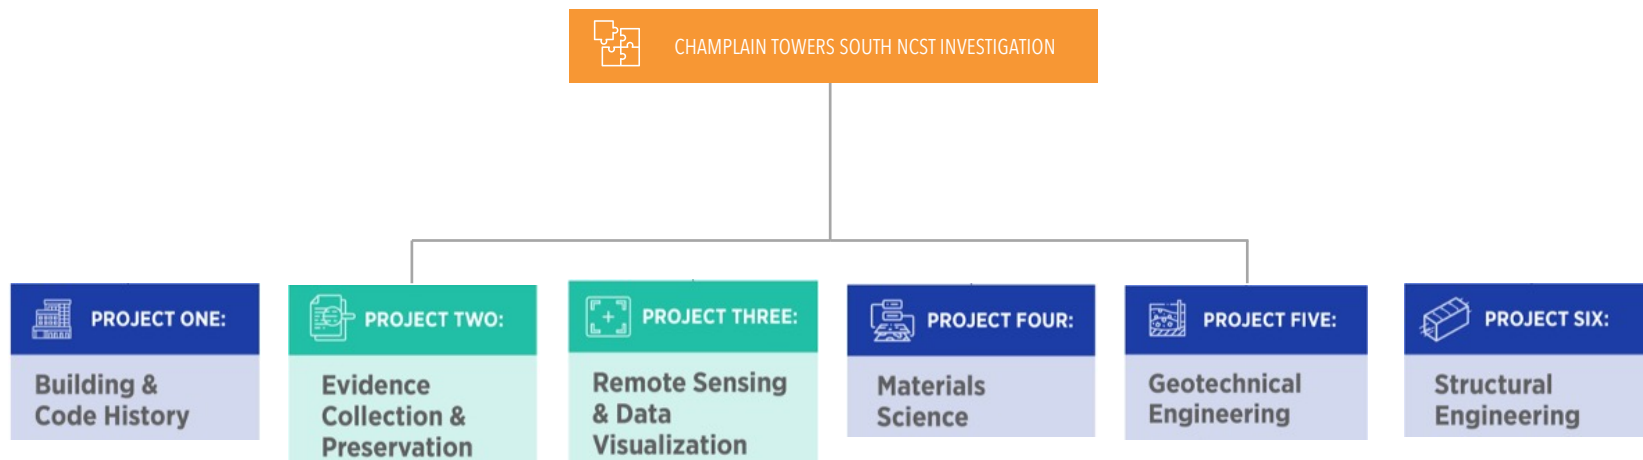 CHAMPLAIN TOWERS SOUTH NCST INVESTIGATION
PROJECT ONE:
Building &
Code History
PROJECT TWO:
Evidence
Collection &
Preservation
PROJECT THREE:
Remote Sensing
& Data
Visualization
PROJECT FOUR:
Materials
Science
PROJECT FIVE:
Geotechnical
Engineering
PROJECT SIX:
Structural
Engineering